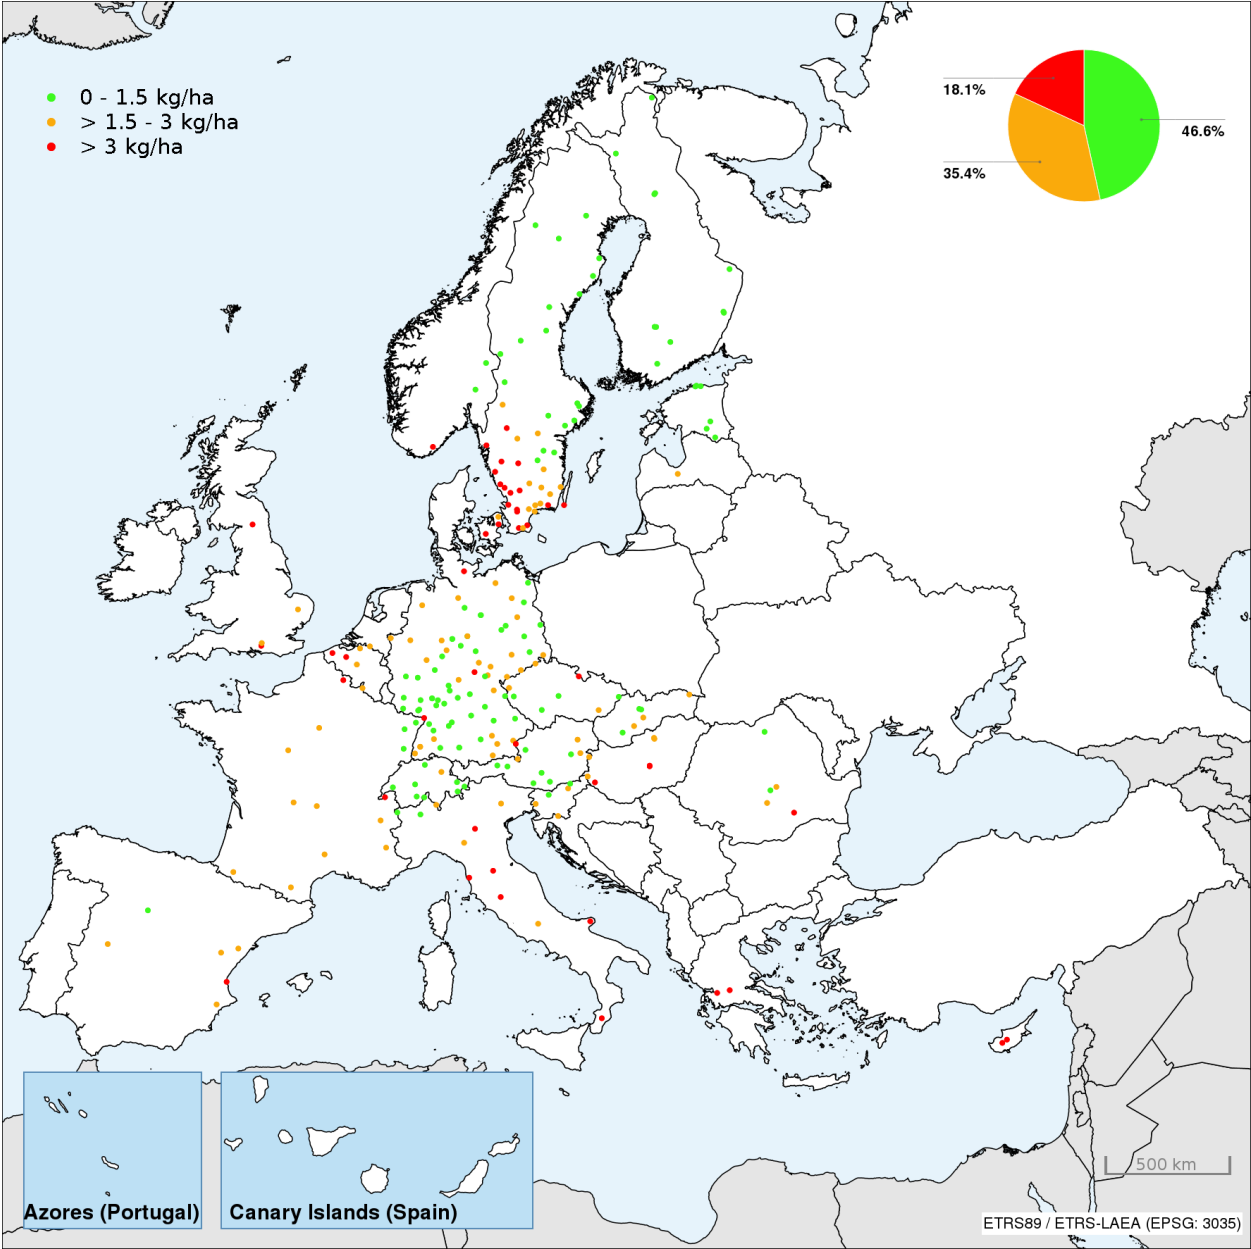 0 - 1.5 kg/ha
> 1.5 - 3 kg/ha
> 3 kg/ha
18.1%
46.6%
35.4%
500 km
Azores (Portugal)
Canary Islands (Spain)
ETRS89 / ETRS-LAEA (EPSG: 3035)